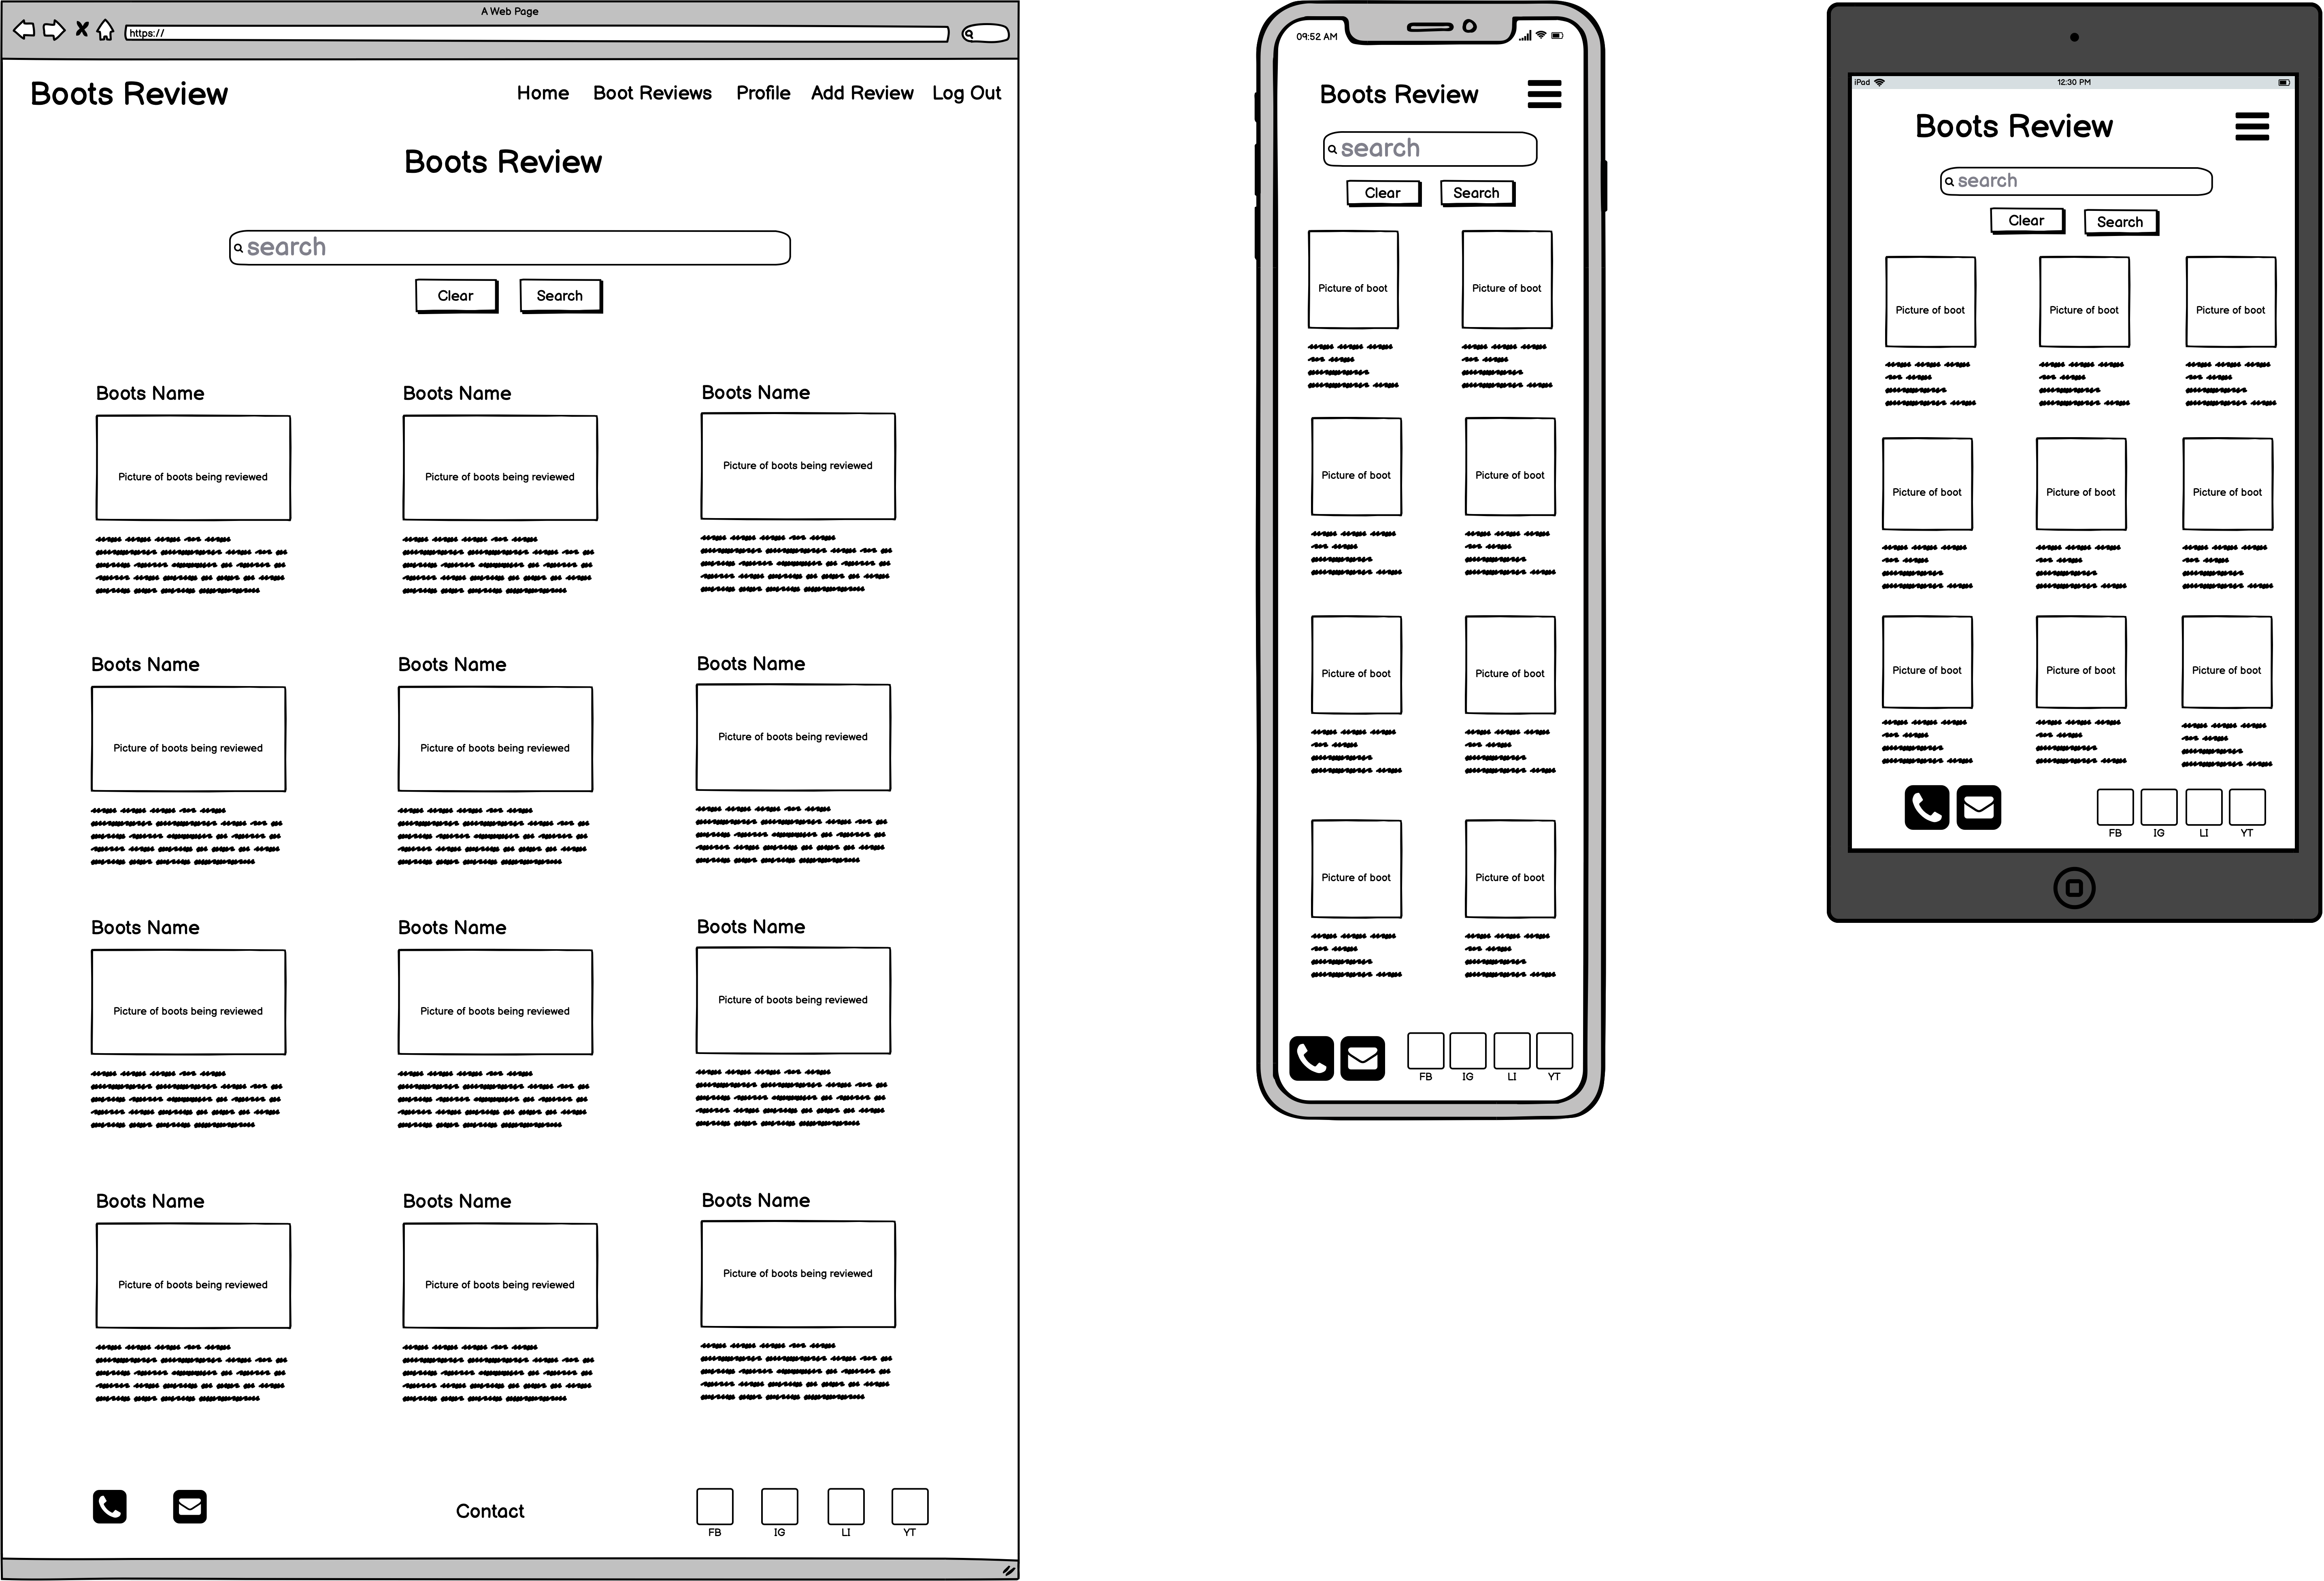 A Web Page
https://
Boots Review
Home Boot Reviews Profile Add Review Log Out
Boots Review
search
Clear Search
Boots Name Boots Name Boots Name
Picture of boots being reviewed Picture of boots being reviewed Picture of boots being reviewed
Boots Name Boots Name Boots Name
Picture of boots being reviewed Picture of boots being reviewed Picture of boots being reviewed
Boots Name Boots Name Boots Name
Picture of boots being reviewed Picture of boots being reviewed Picture of boots being reviewed
Boots Name Boots Name Boots Name
Picture of boots being reviewed Picture of boots being reviewed Picture of boots being reviewed
Contact
FB IG LI YT
09:52 AM
Boots Review
search
Clear Search
Picture of boot Picture of boot
Picture of boot Picture of boot
Picture of boot Picture of boot
Picture of boot Picture of boot
FB IG LI YT
iPad 12:30 PM
Boots Review
search
Clear Search
Picture of boot Picture of boot Picture of boot
Picture of boot Picture of boot Picture of boot
Picture of boot Picture of boot Picture of boot
FB IG LI YT